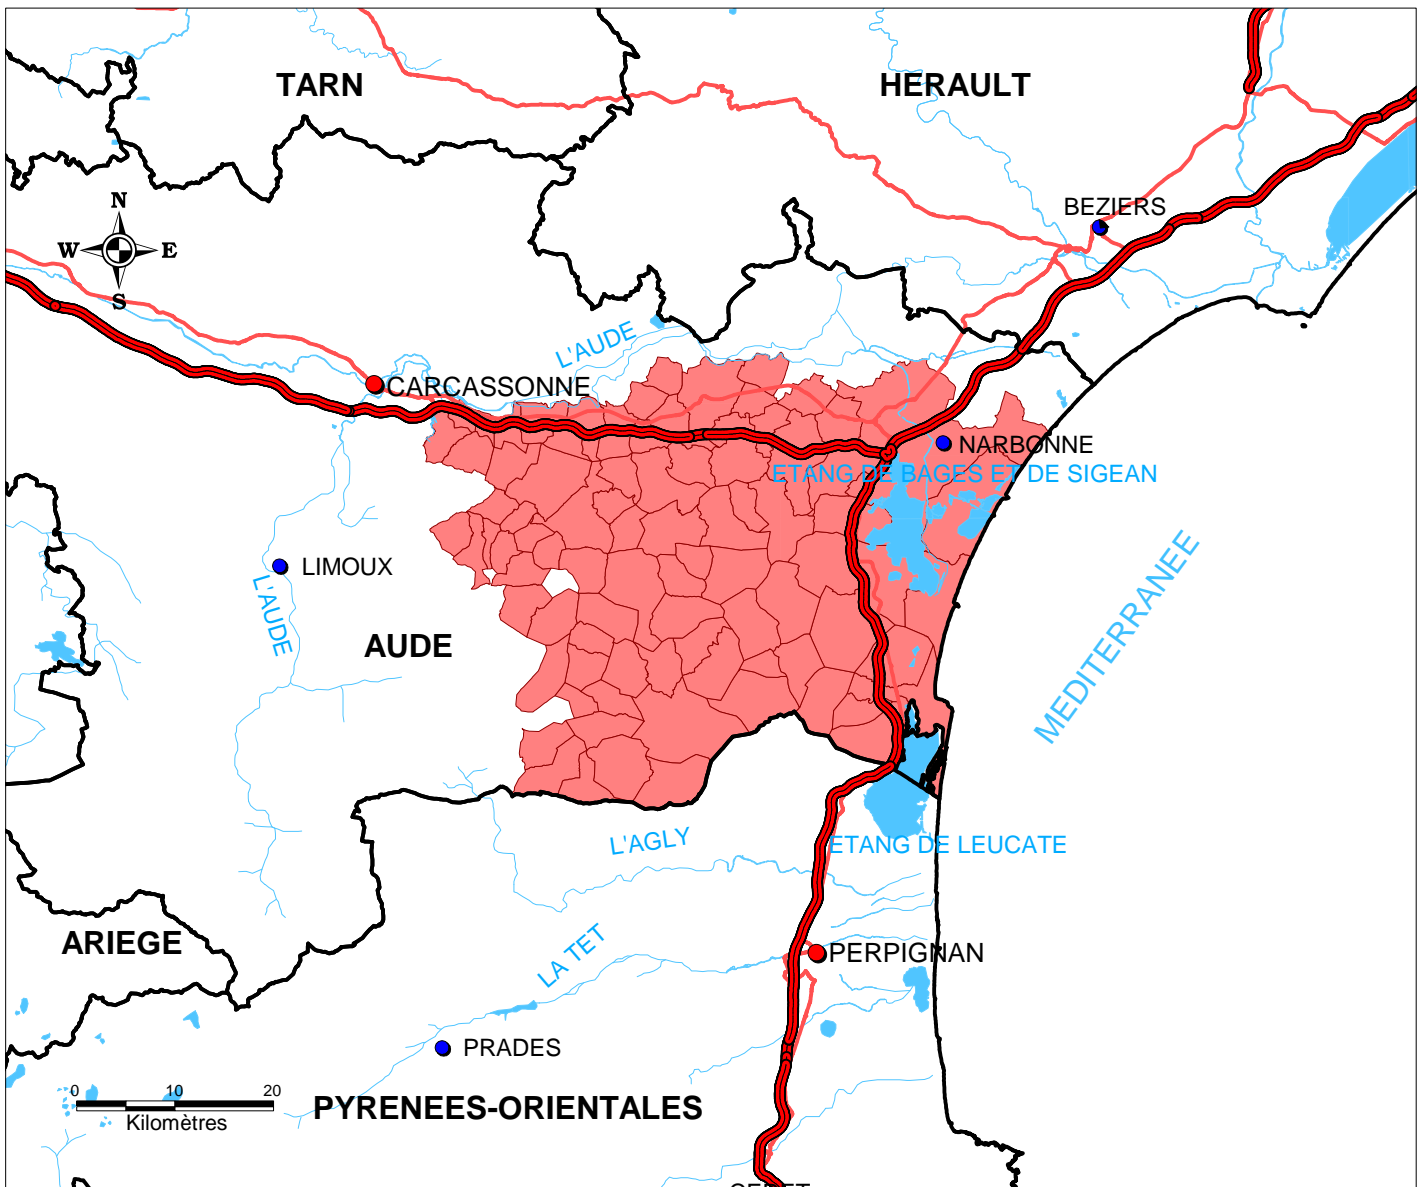 TARN
HERAULT
N
W E
S
BEZIERS
L'AUDE
CARCASSONNE
NARBONNE
ETANG DE BAGES ET DE SIGEAN
LIMOUX
L'AUDE
AUDE
MEDITERRANEE
L'AGLY
ETANG DE LEUCATE
ARIEGE
LA TET
PERPIGNAN
PRADES
0 10 20
Kilomètres
PYRENEES-ORIENTALES